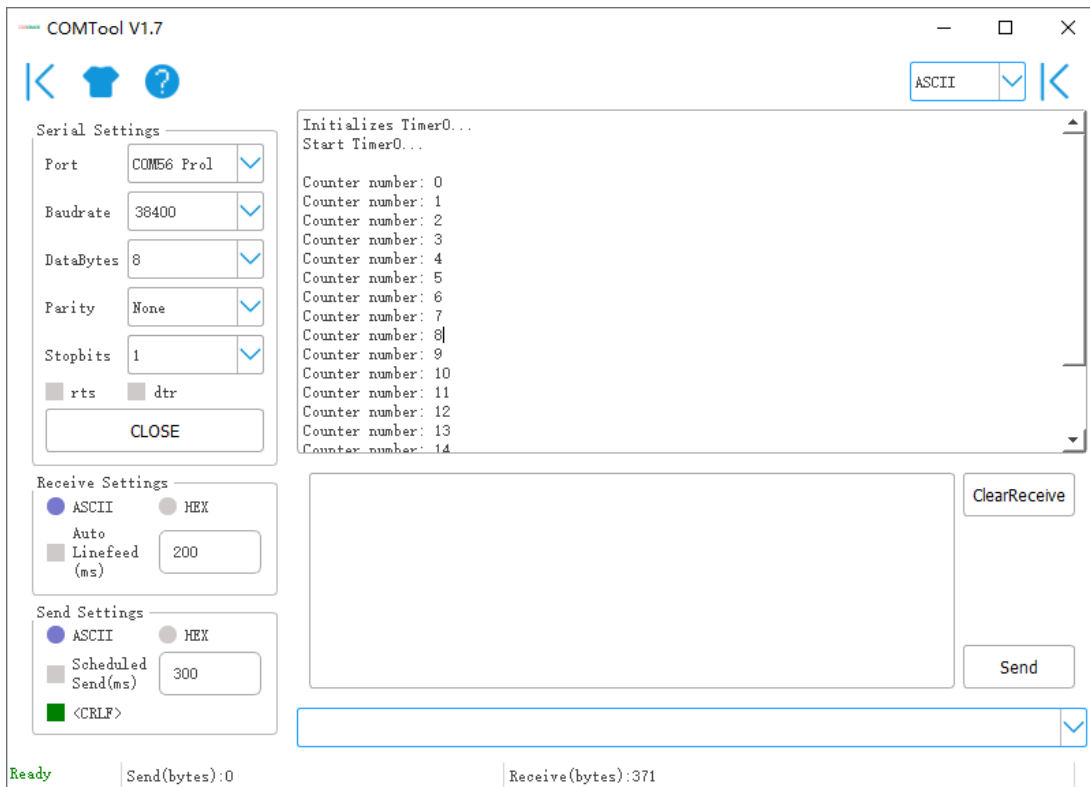 COMTool V1.7
ASCII
Serial Settings
Port COM56 Prol
Baudrate 38400
DataBytes 8
Parity None
Stopbits 1
rts dtr
CLOSE
Receive Settings
ASCII HEX
Auto
Linefeed
(ms)
200
Send Settings
ASCII HEX
Scheduled
Send(ms)
300
<CRLF>
Initializes Timer0...
Start Timer0...
Counter number: 0
Counter number: 1
Counter number: 2
Counter number: 3
Counter number: 4
Counter number: 5
Counter number: 6
Counter number: 7
Counter number: 8
Counter number: 9
Counter number: 10
Counter number: 11
Counter number: 12
Counter number: 13
Counter number: 14
ClearReceive
Send
Ready Send(bytes):0 Receive(bytes):371